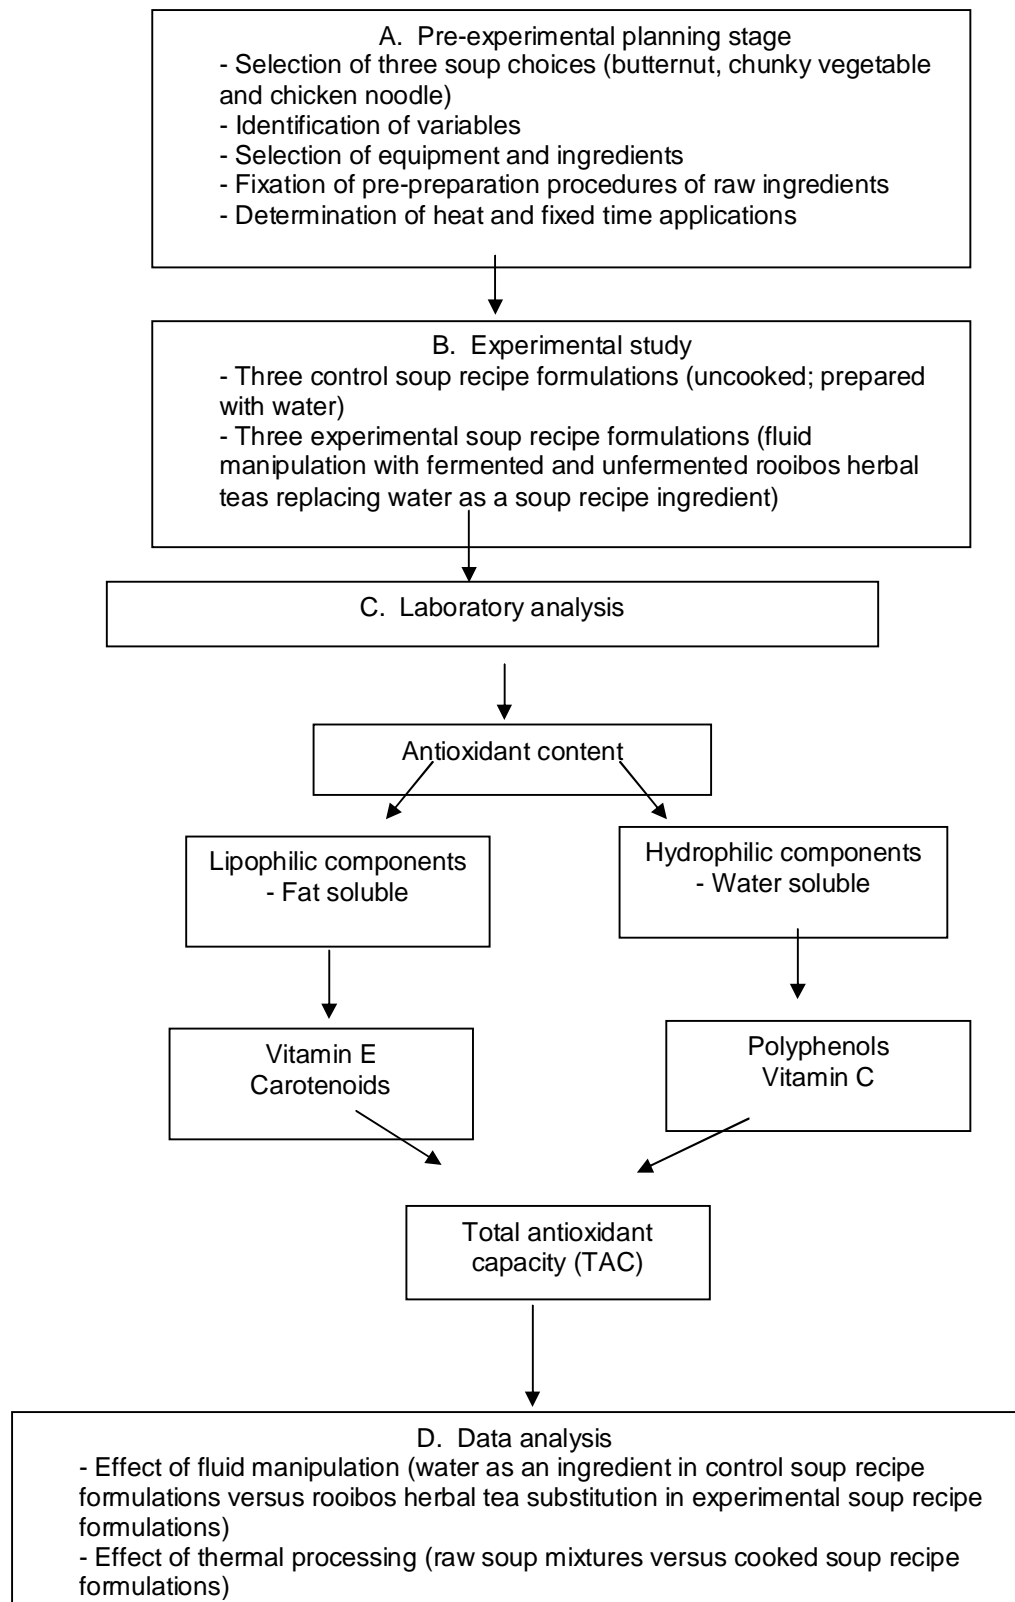 A. Pre-experimental planning stage
- Selection of three soup choices (butternut, chunky vegetable
and chicken noodle)
- Identification of variables
- Selection of equipment and ingredients
- Fixation of pre-preparation procedures of raw ingredients
- Determination of heat and fixed time applications
B. Experimental study
- Three control soup recipe formulations (uncooked; prepared
with water)
- Three experimental soup recipe formulations (fluid
manipulation with fermented and unfermented rooibos herbal
teas replacing water as a soup recipe ingredient)
C. Laboratory analysis
Antioxidant content
Lipophilic components
- Fat soluble
Hydrophilic components
- Water soluble
Vitamin E
Carotenoids
Polyphenols
Vitamin C
Total antioxidant
capacity (TAC)
D. Data analysis
- Effect of fluid manipulation (water as an ingredient in control soup recipe
formulations versus rooibos herbal tea substitution in experimental soup recipe
formulations)
- Effect of thermal processing (raw soup mixtures versus cooked soup recipe
formulations)